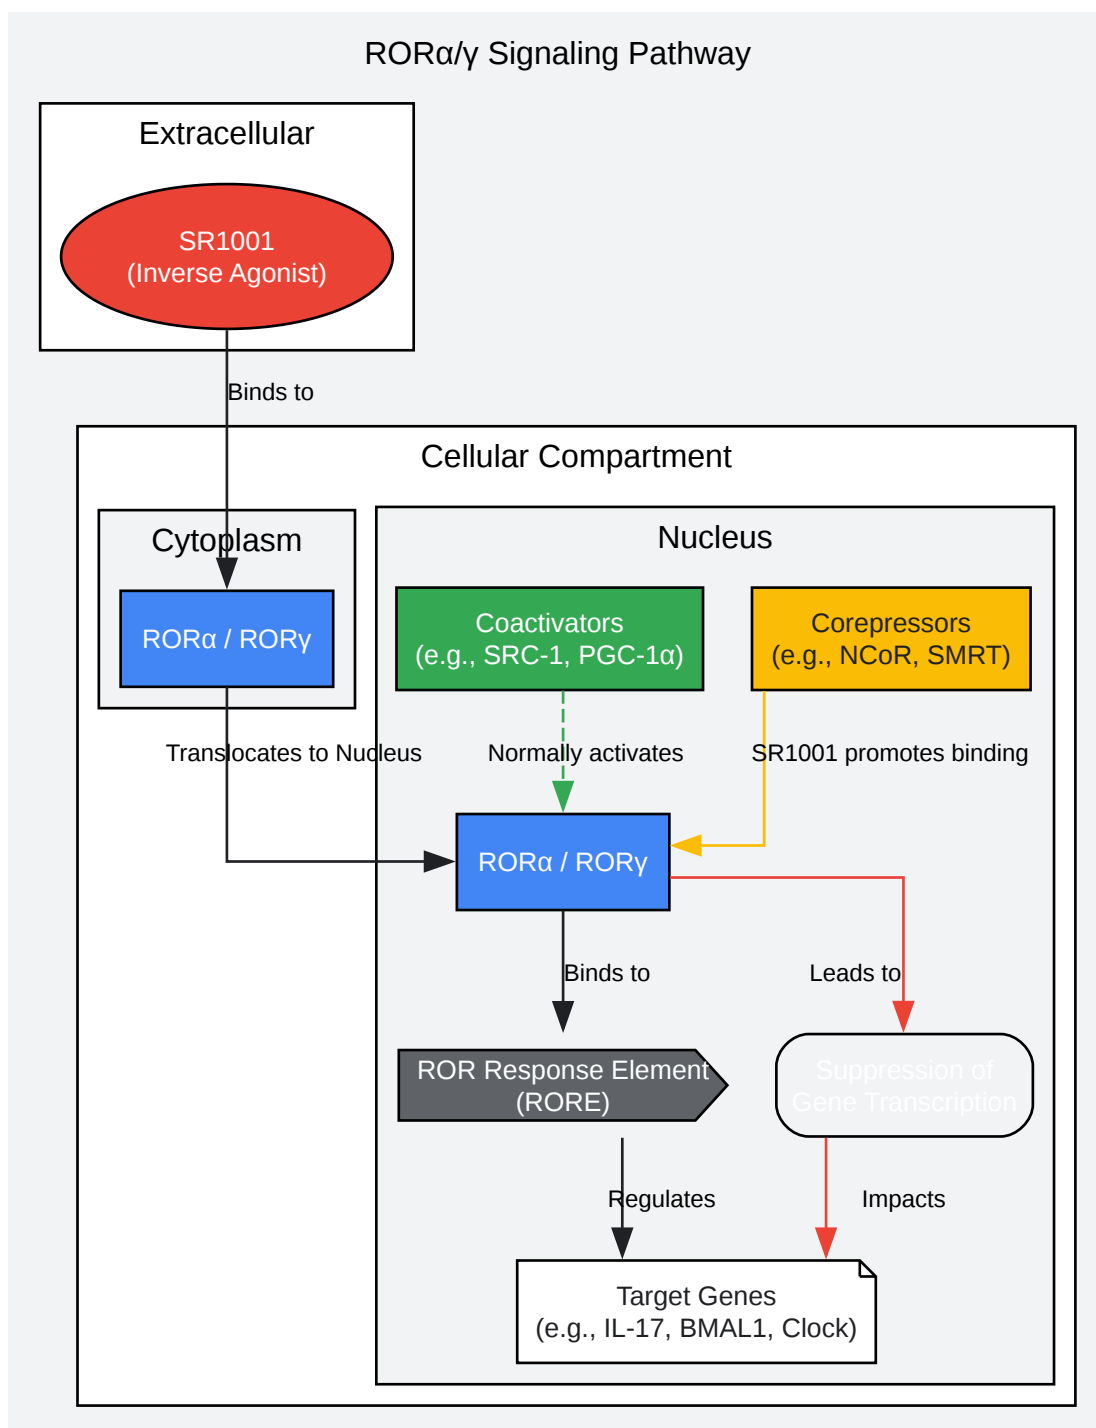 RORα/γ Signaling Pathway
Extracellular
SR1001
(Inverse Agonist)
Binds to
Cellular Compartment
Cytoplasm
RORα / RORγ
Nucleus
Coactivators
(e.g., SRC-1, PGC-1α)
Corepressors
(e.g., NCoR, SMRT)
Translocates to Nucleus
Normally activates
SR1001 promotes binding
RORα / RORγ
Binds to
Leads to
ROR Response Element
(RORE)
Suppression of
Gene Transcription
Regulates
Impacts
Target Genes
(e.g., IL-17, BMAL1, Clock)